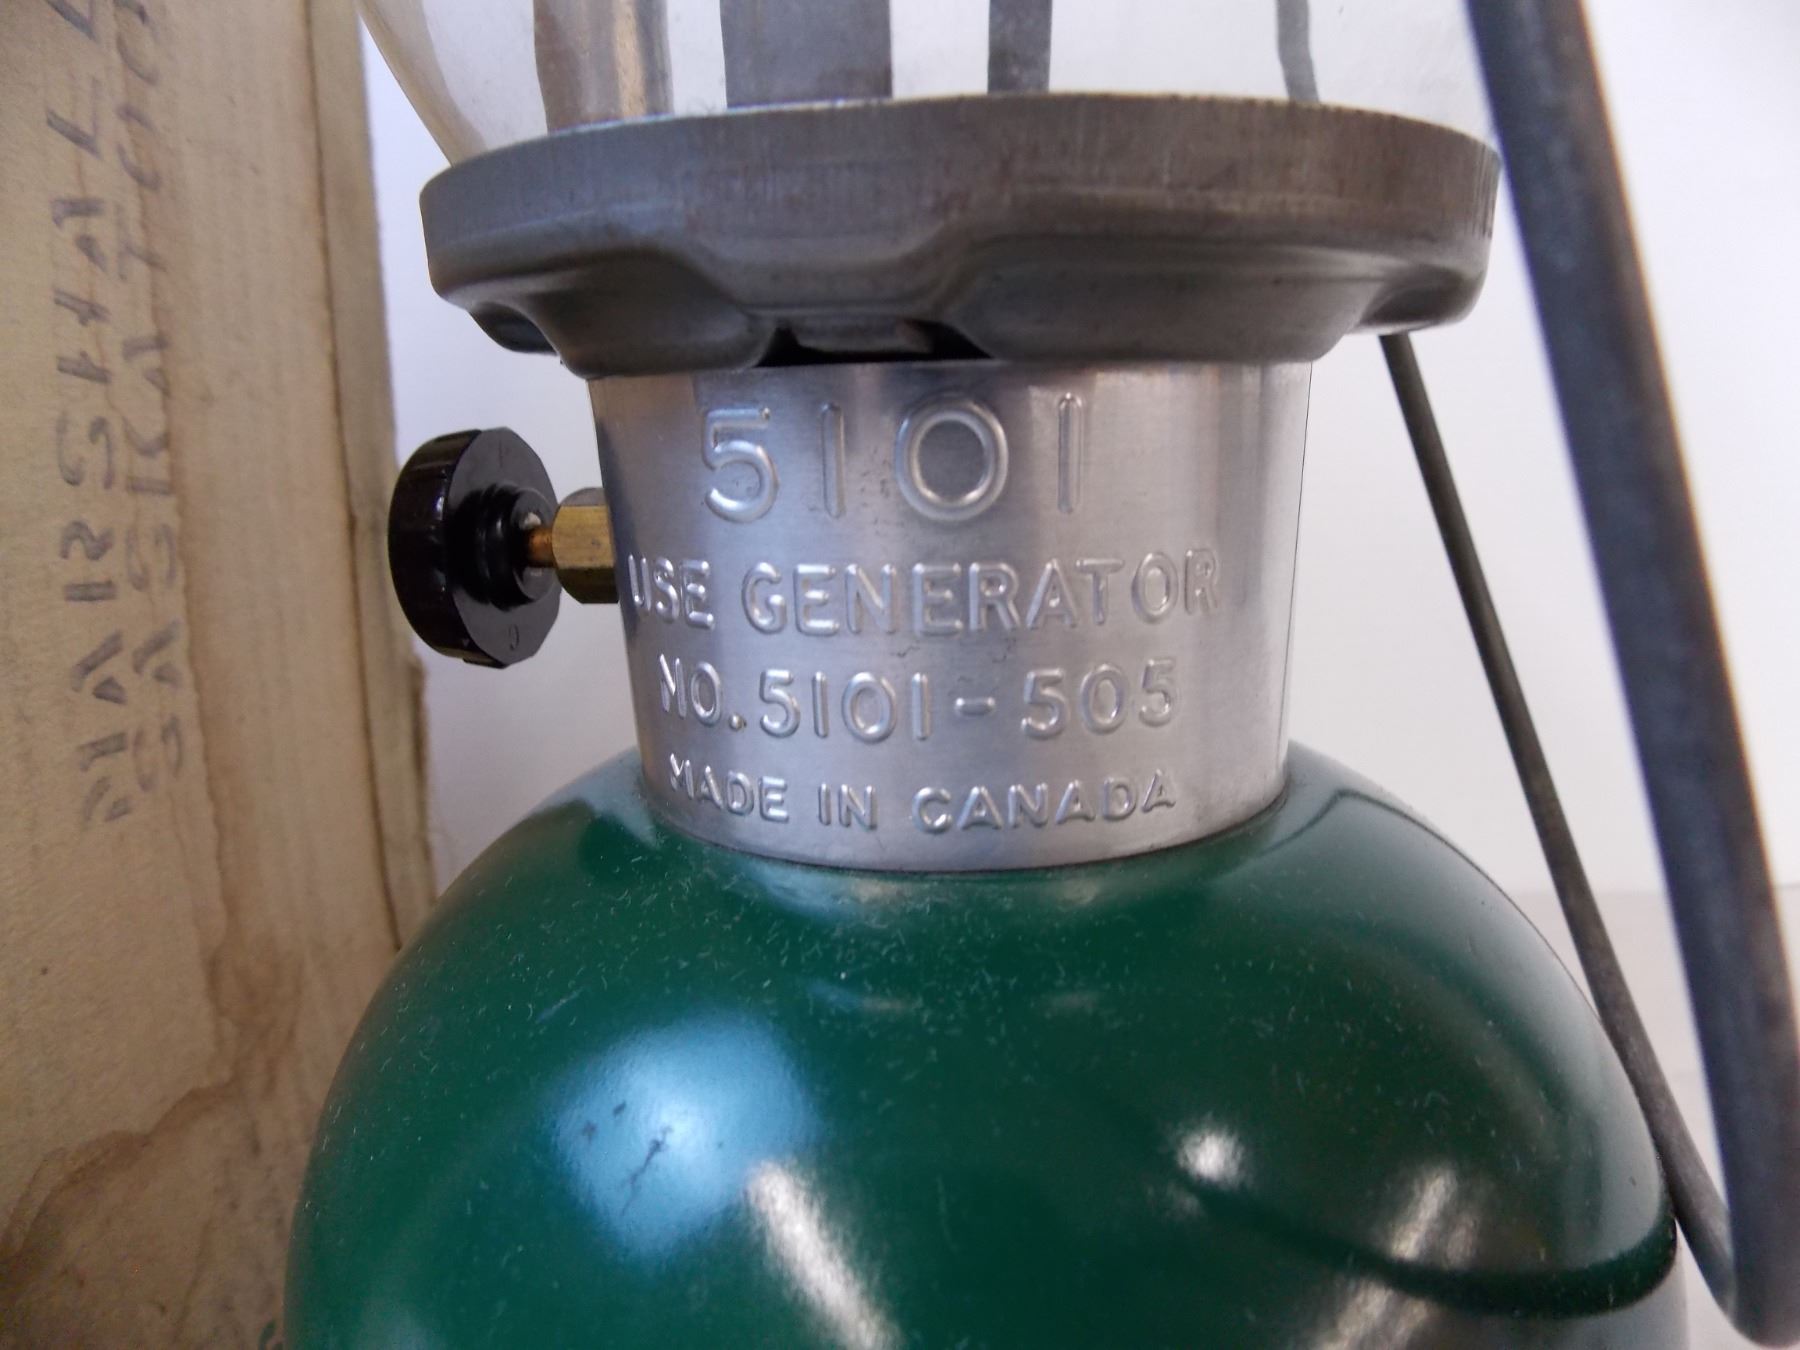 5101
USE GENERATOR
NO. 5101-505
MADE IN CANADA